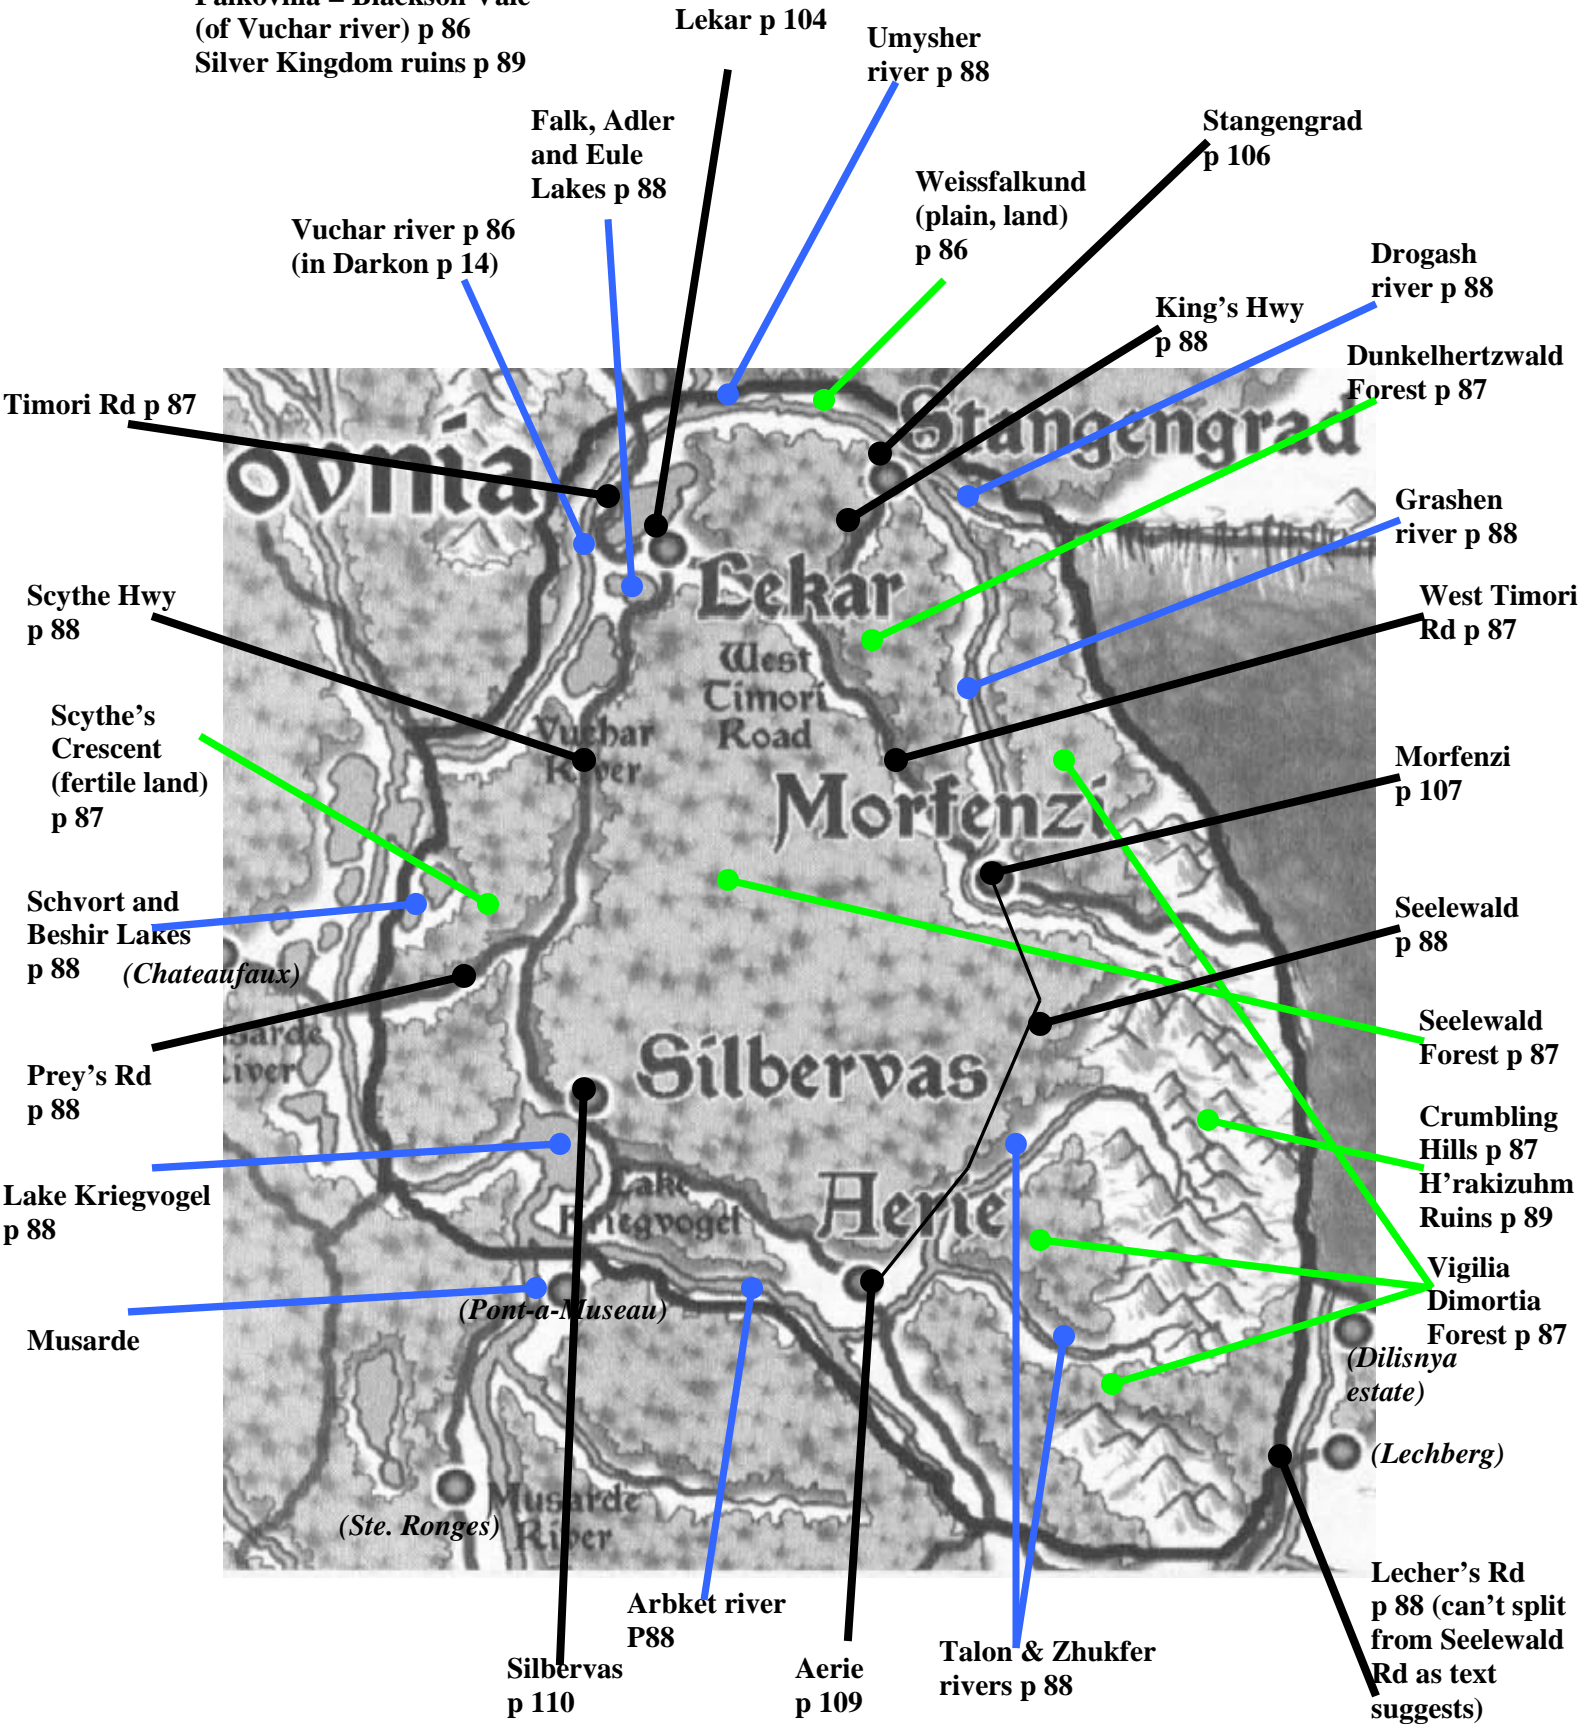 (of Vuchar river) p 86
Silver Kingdom ruins p 89
Lekar p 104
Umysher
river p 88
Falk, Adler
and Eule
Lakes p 88
Stangengrad
p 106
Weissfalkund
(plain, land)
p 86
Vuchar river p 86
(in Darkon p 14)
Drogash
river p 88
King's Hwy
p 88
Dunkelhertzwald
Forest p 87
Timori Rd p 87
Stangengrad
ovnia
Grashen
river p 88
Lekar
Scythe Hwy
p 88
West Timori
Rd p 87
West
Timori
Road
Scythe's
Crescent
(fertile land)
p 87
Vuchar
River
Morfenzi
p 107
Morfenzi
Schvort and
Beshir Lakes
p 88
(Chateaufaux)
Seelewald
p 88
Seelewald
Forest p 87
Musarde
River
Silbervas
Prey's Rd
p 88
Crumbling
Hills p 87
H'rakizuhm
Ruins p 89
Lake Kriegvogel
p 88
Lake
Kriegvogel
Aerie
Vigilia
Dimortia
Forest p 87
(Pont-a-Museau)
Musarde
(Dilisnya
estate)
(Lechberg)
Musarde
River
(Ste. Ronges)
Lecher's Rd
p 88 (can't split
from Seelewald
Rd as text
suggests)
Arbket river
P88
Silbervas
p 110
Aerie
p 109
Talon & Zhukfer
rivers p 88